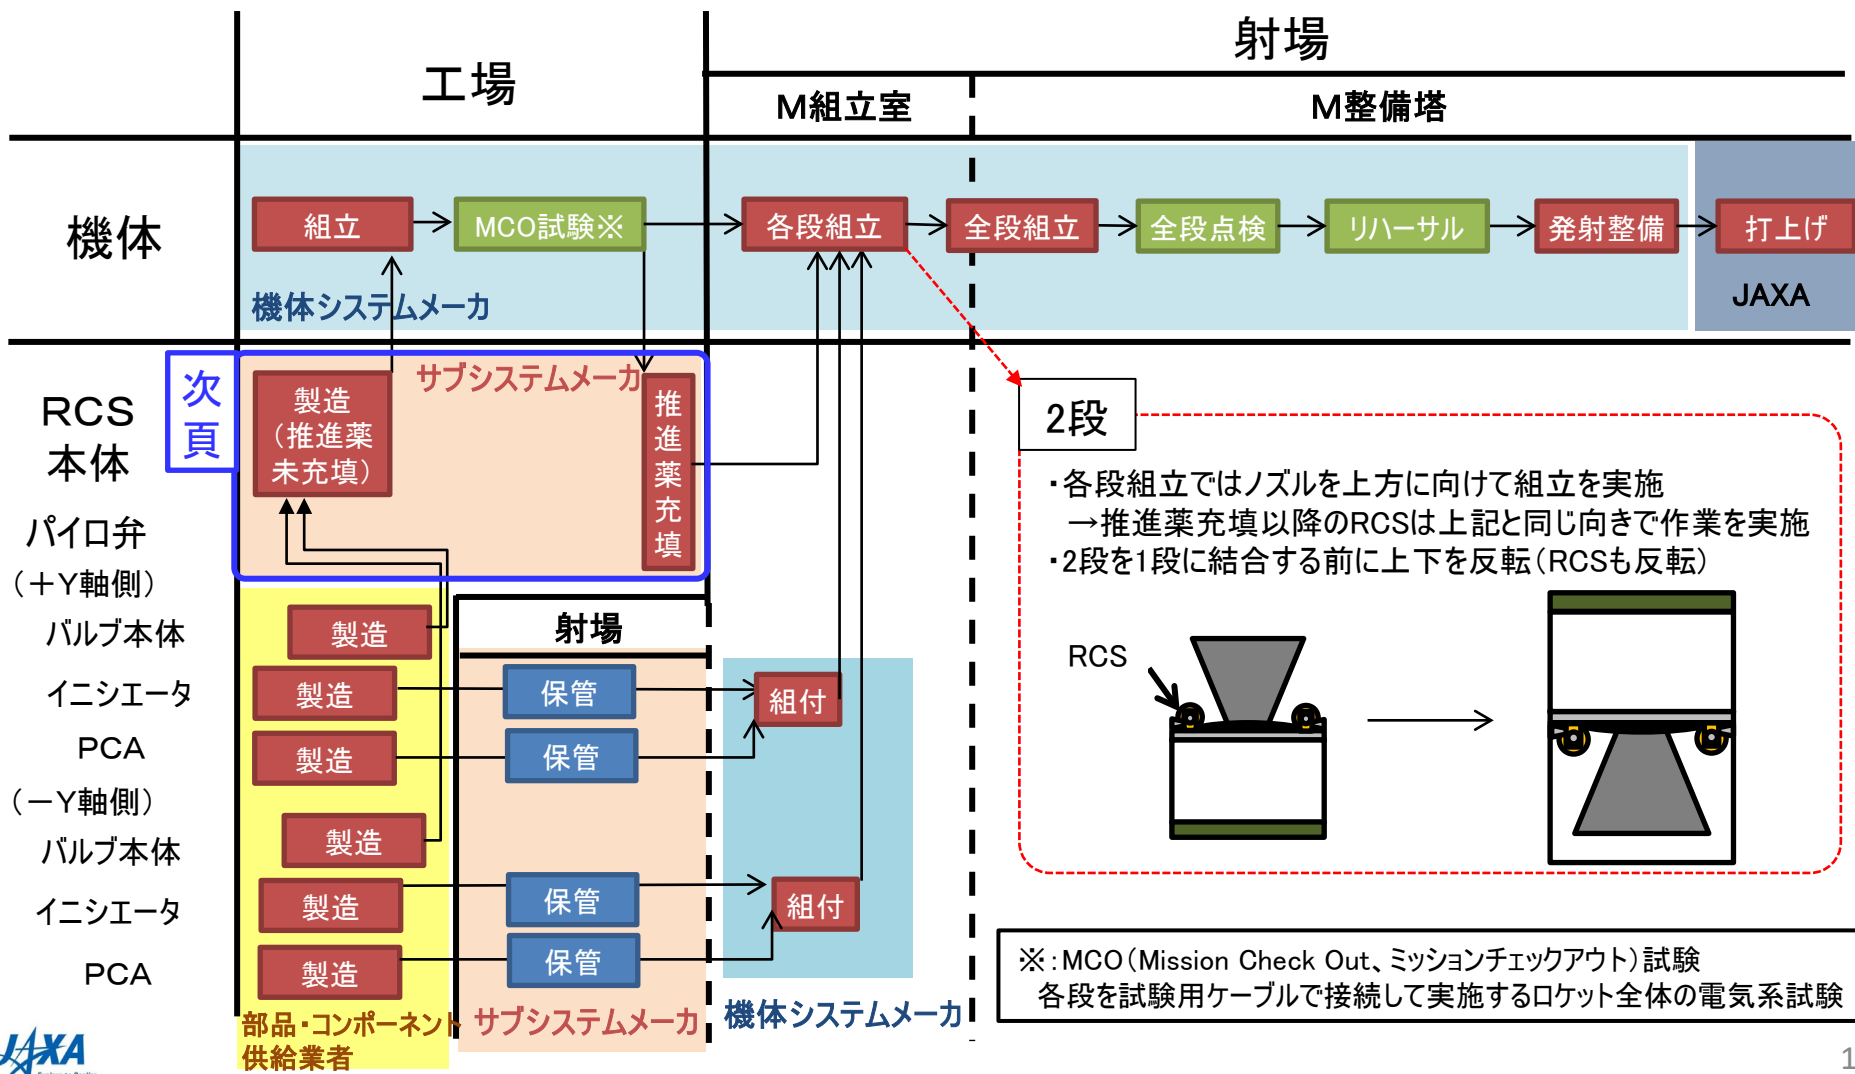 工場
射場
M組立室
M整備塔
機体
組立
MCO試験※
各段組立
全段組立
全段点検
リハーサル
発射整備
打上げ
機体システムメーカ
JAXA
RCS
本体
次
頁
製造
（推進薬
未充填）
サブシステムメーカ
推
進
薬
充
填
パイロ弁
（＋Y軸側）
バルブ本体
製造
射場
イニシエータ
製造
保管
組付
PCA
製造
保管
（－Y軸側）
バルブ本体
製造
イニシエータ
製造
保管
組付
PCA
製造
保管
部品・コンポーネント
供給業者
サブシステムメーカ
機体システムメーカ
2段
・各段組立ではノズルを上方に向けて組立を実施
→推進薬充填以降のRCSは上記と同じ向きで作業を実施
・2段を1段に結合する前に上下を反転（RCSも反転）
RCS
※：MCO（Mission Check Out、ミッションチェックアウト）試験
各段を試験用ケーブルで接続して実施するロケット全体の電気系試験
JAXA
1